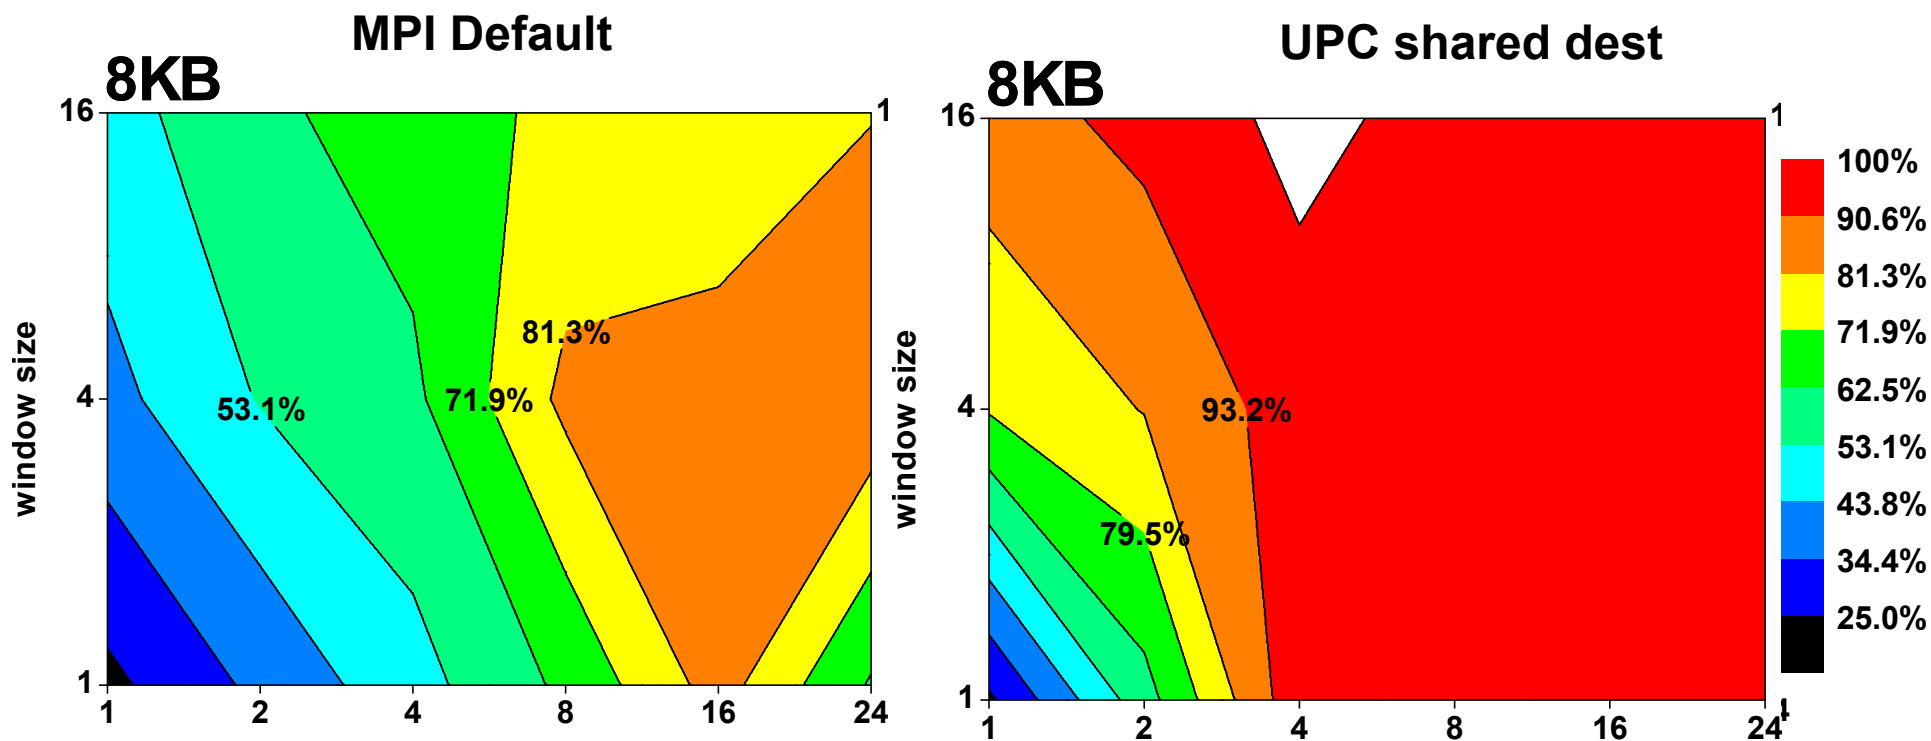 MPI Default
8KB
16
4
1
window size
1
53.1%
71.9%
81.3%
1 2 4 8 16 24
UPC shared dest
8KB
16
4
1
window size
1
79.5%
93.2%
1 2 4 8 16 24
100%
90.6%
81.3%
71.9%
62.5%
53.1%
43.8%
34.4%
25.0%